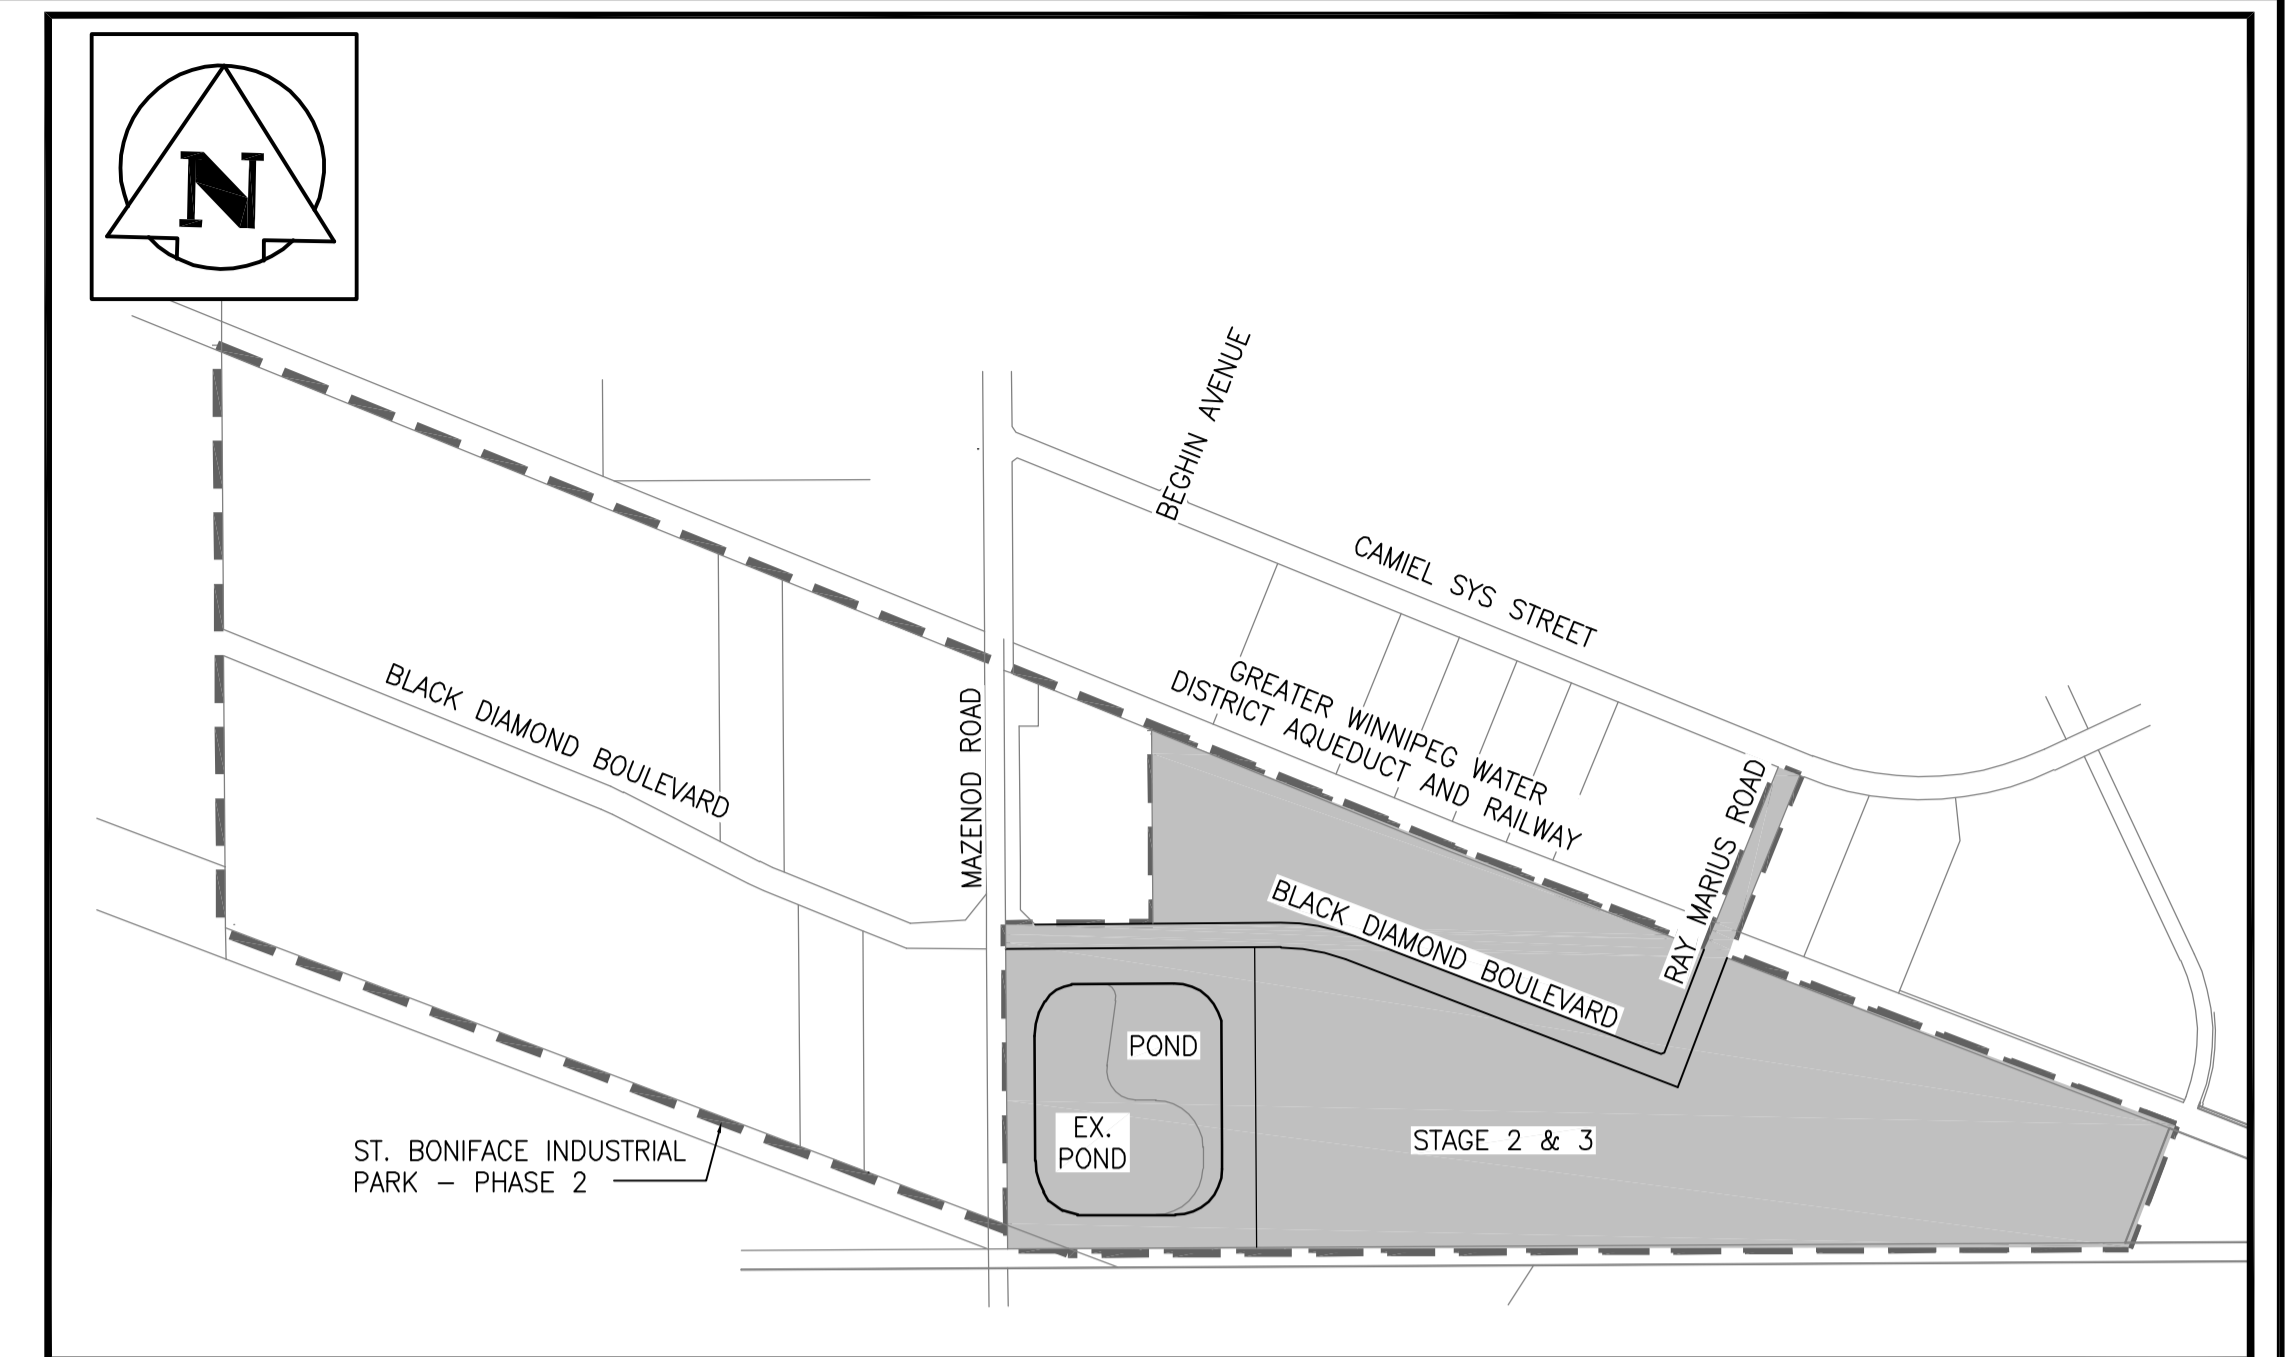 N
BEGHIN AVENUE
CAMIEL SYS STREET
GREATER WINNIPEG WATER
DISTRICT AQUEDUCT AND RAILWAY
BLACK DIAMOND BOULEVARD
MAZENOD ROAD
RAY MARIUS ROAD
BLACK DIAMOND BOULEVARD
POND
EX.
POND
STAGE 2 & 3
ST. BONIFACE INDUSTRIAL
PARK – PHASE 2